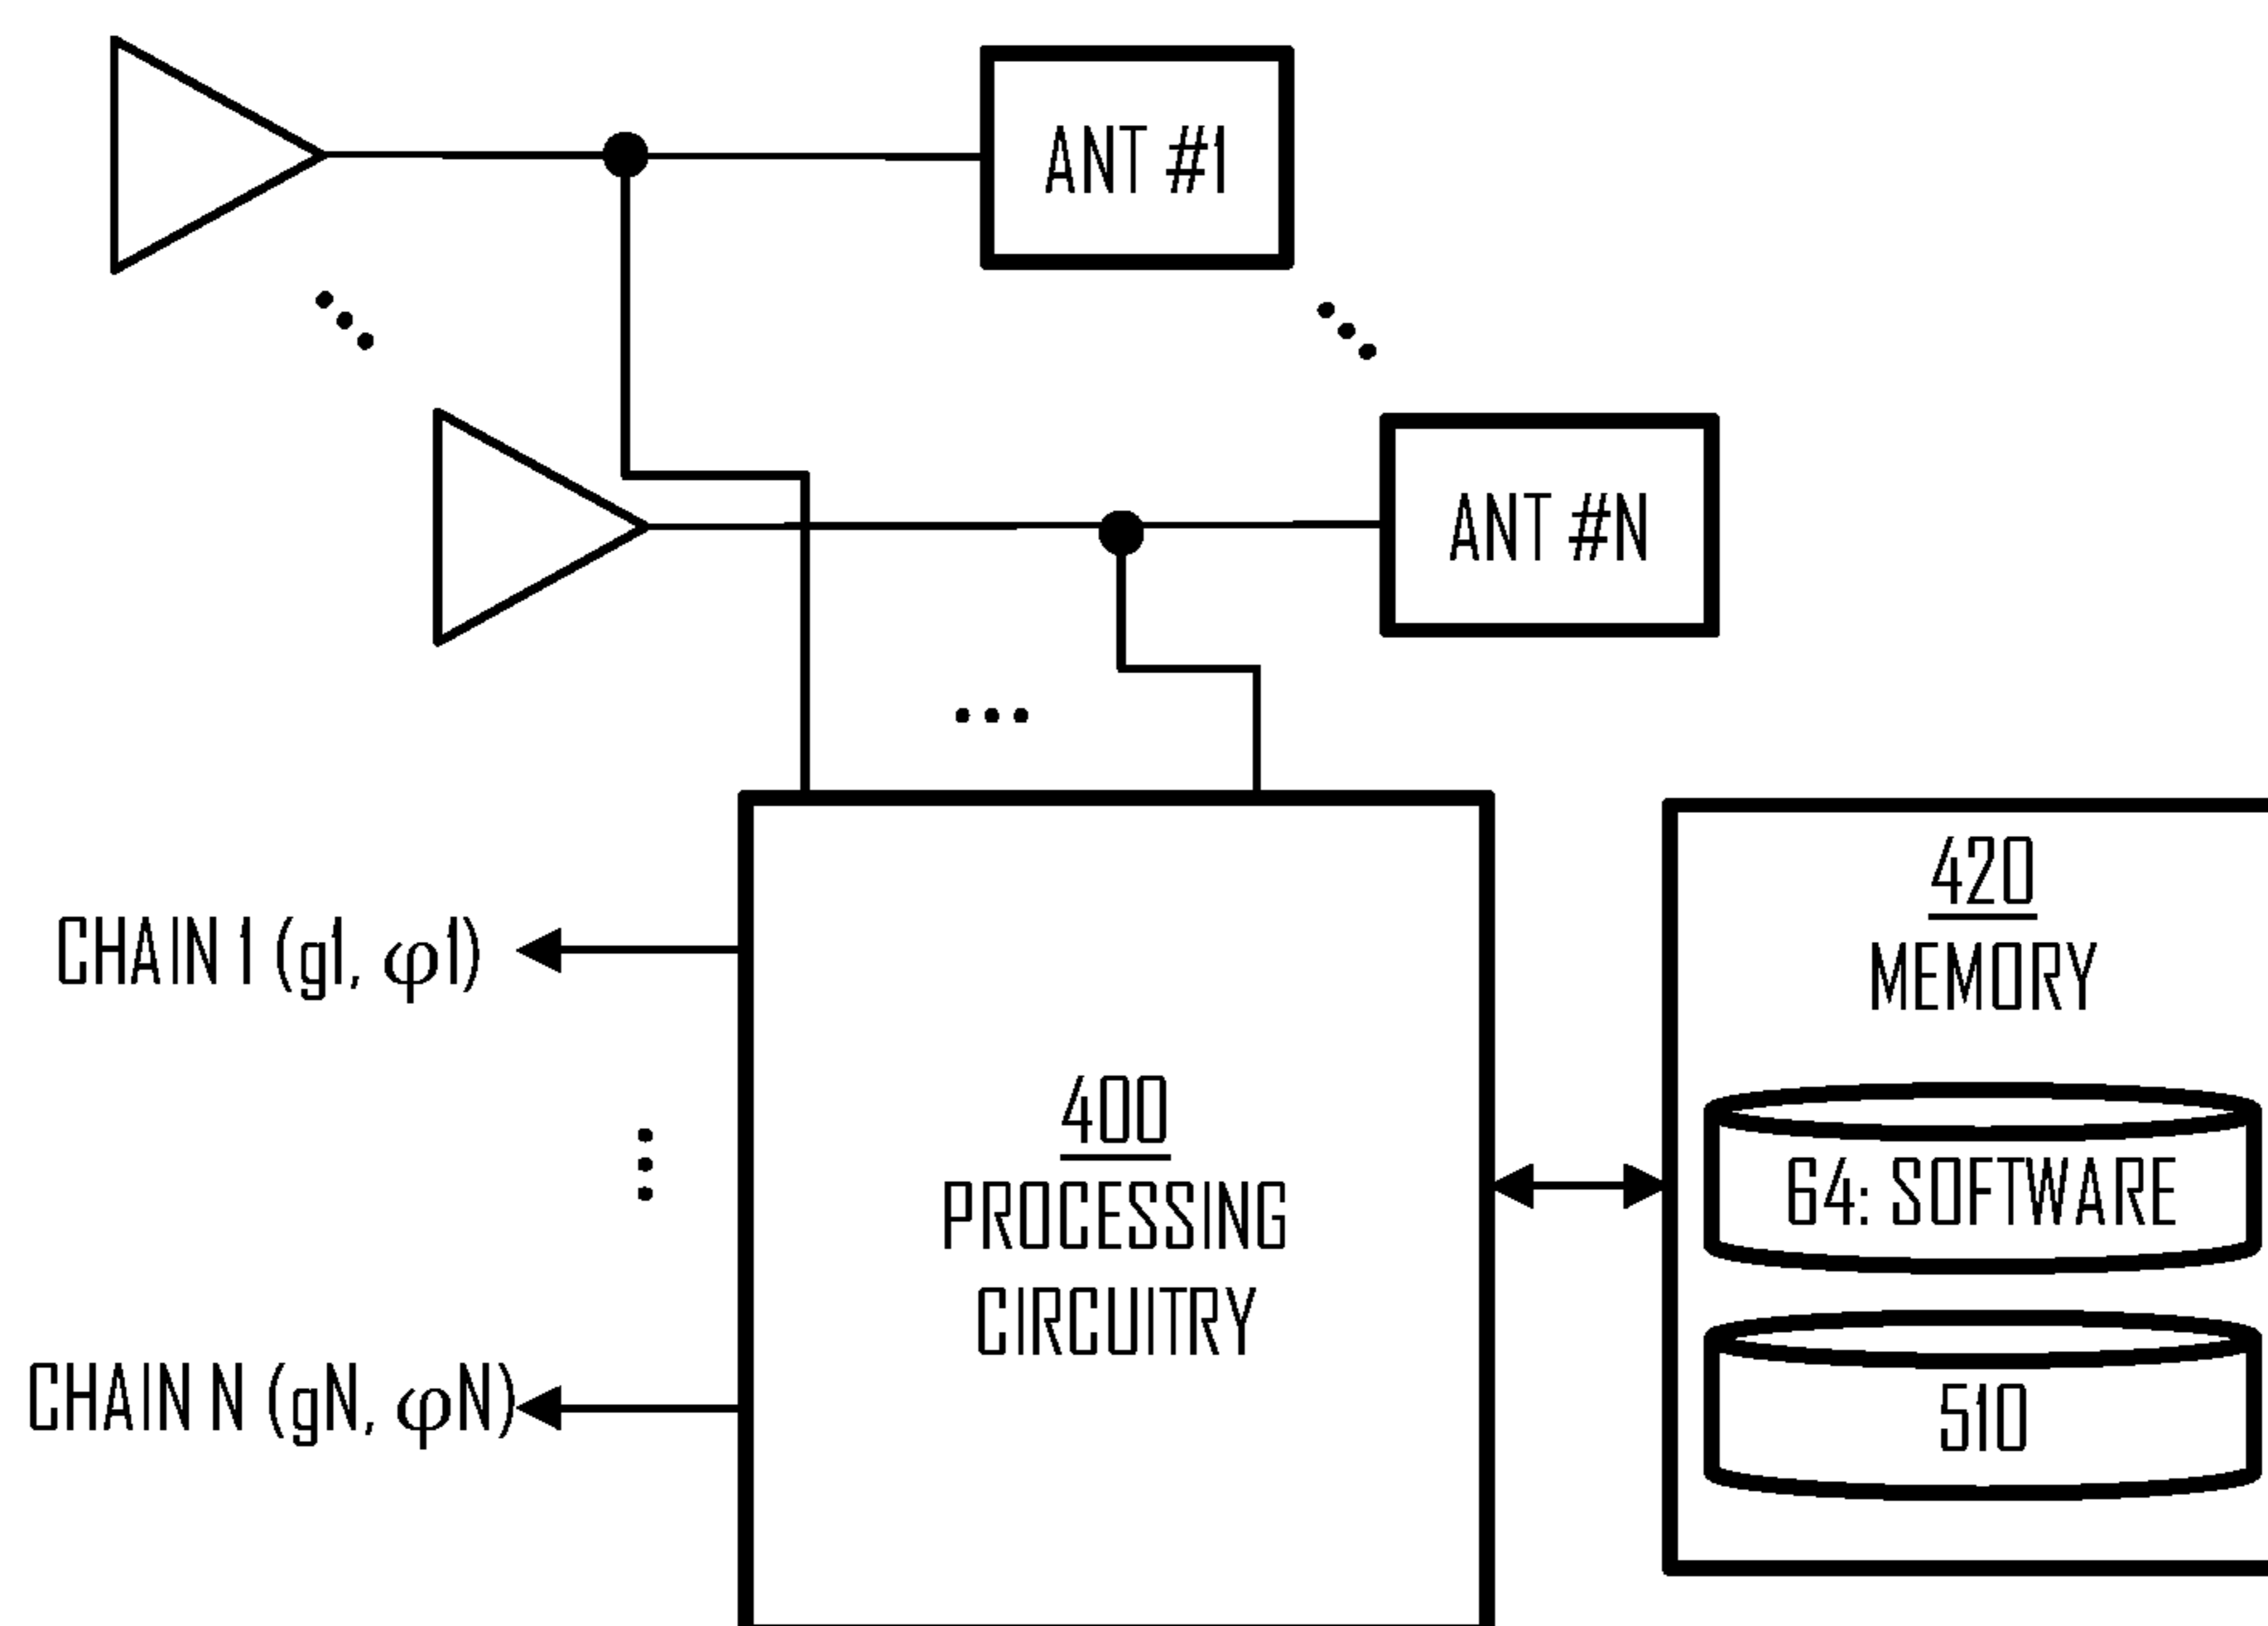 ANT #1
ANT #N
CHAIN 1 (g1, φ1)
CHAIN N (gN, φN)
400
PROCESSING
CIRCUITRY
420
MEMORY
64: SOFTWARE
510